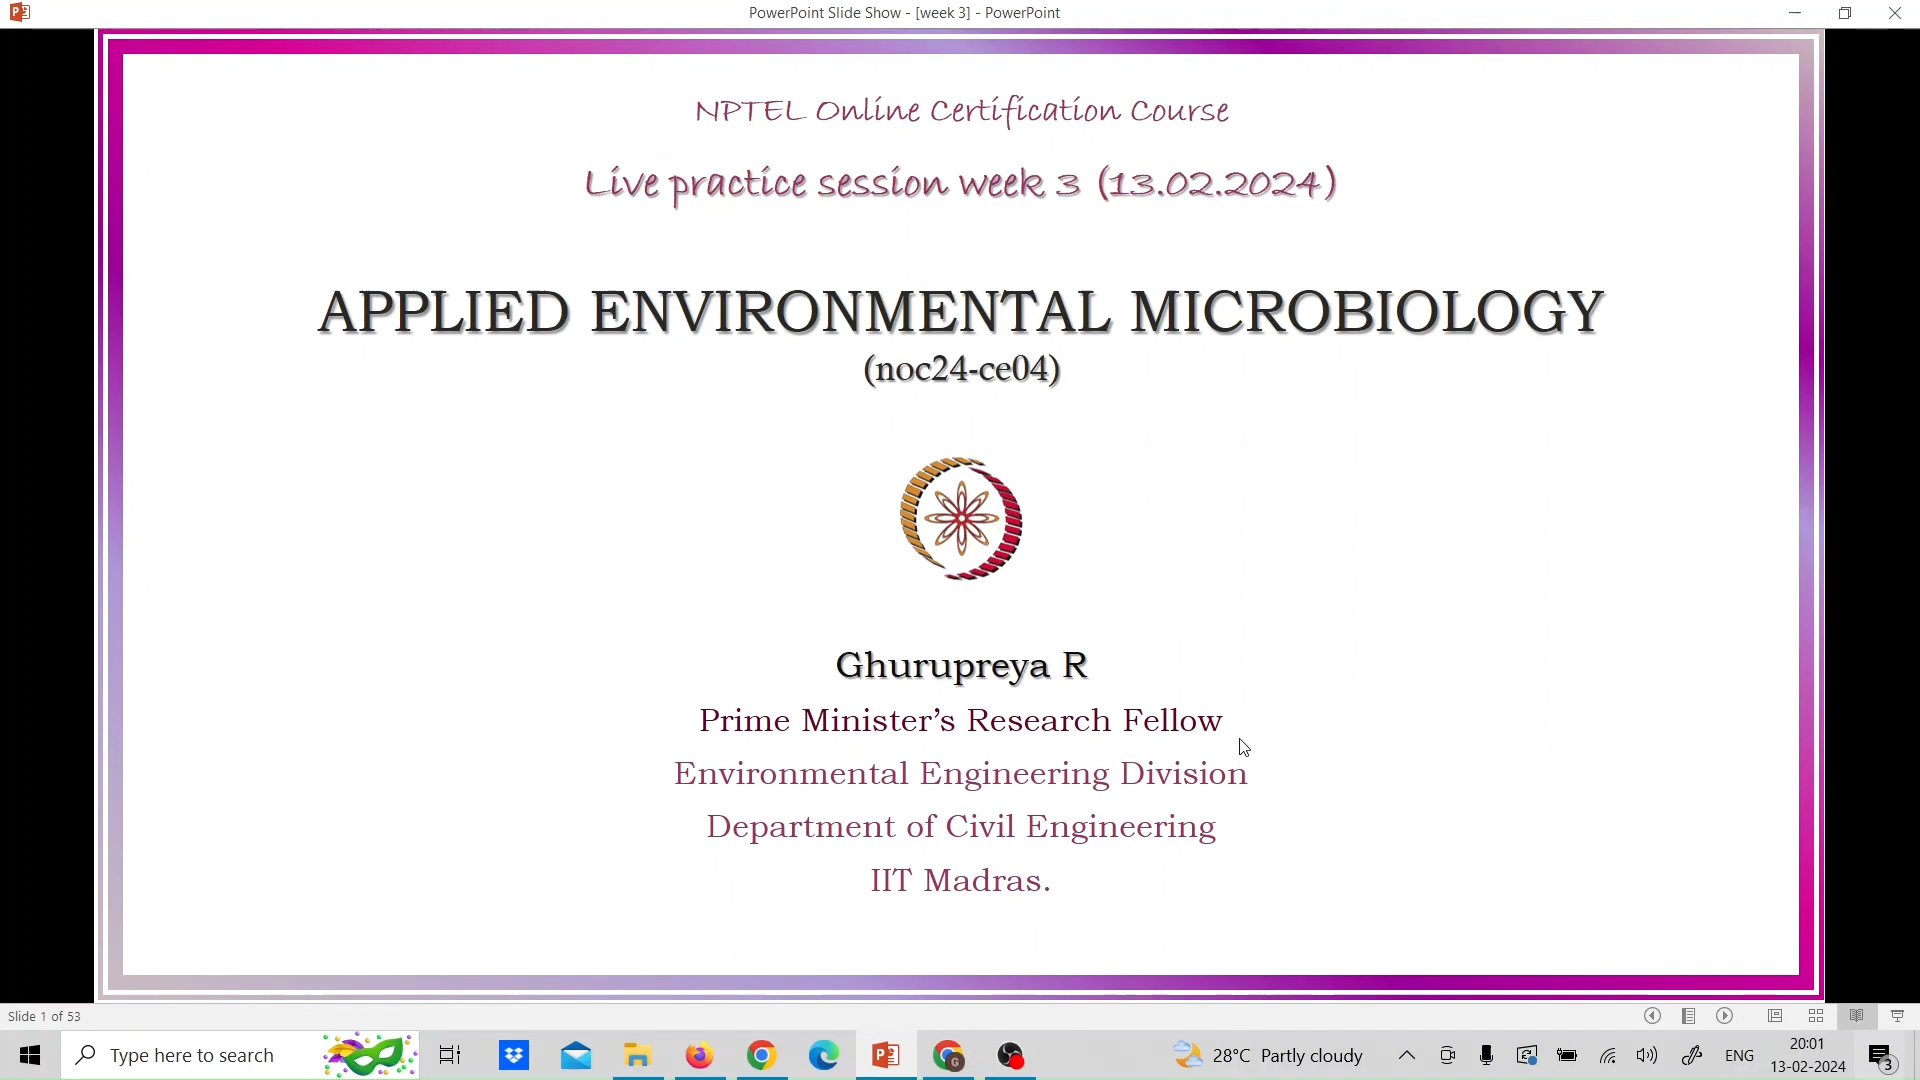 PowerPoint Slide Show - [week 3] - PowerPoint
NPTEL Online Certification Course
Live practice session week 3 (13.02.2024)
APPLIED ENVIRONMENTAL MICROBIOLOGY
(noc24-ce04)
Ghurupreya R
Prime Minister’s Research Fellow
Environmental Engineering Division
Department of Civil Engineering
IIT Madras.
Slide 1 of 53
Type here to search
28°C Partly cloudy
ENG
20:01
13-02-2024
3